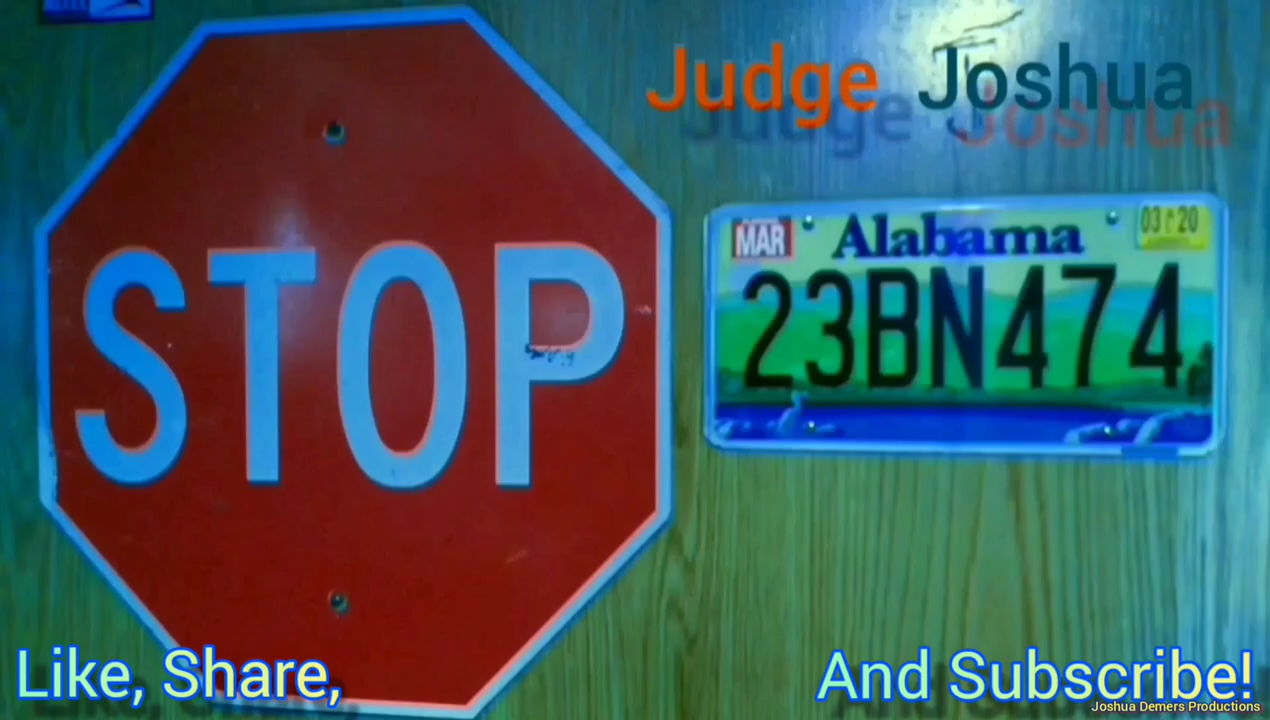 Judge Joshua
STOP
MAR
Alabama
03 20
23BN474
Like, Share,
And Subscribe!
Joshua Demers Productions